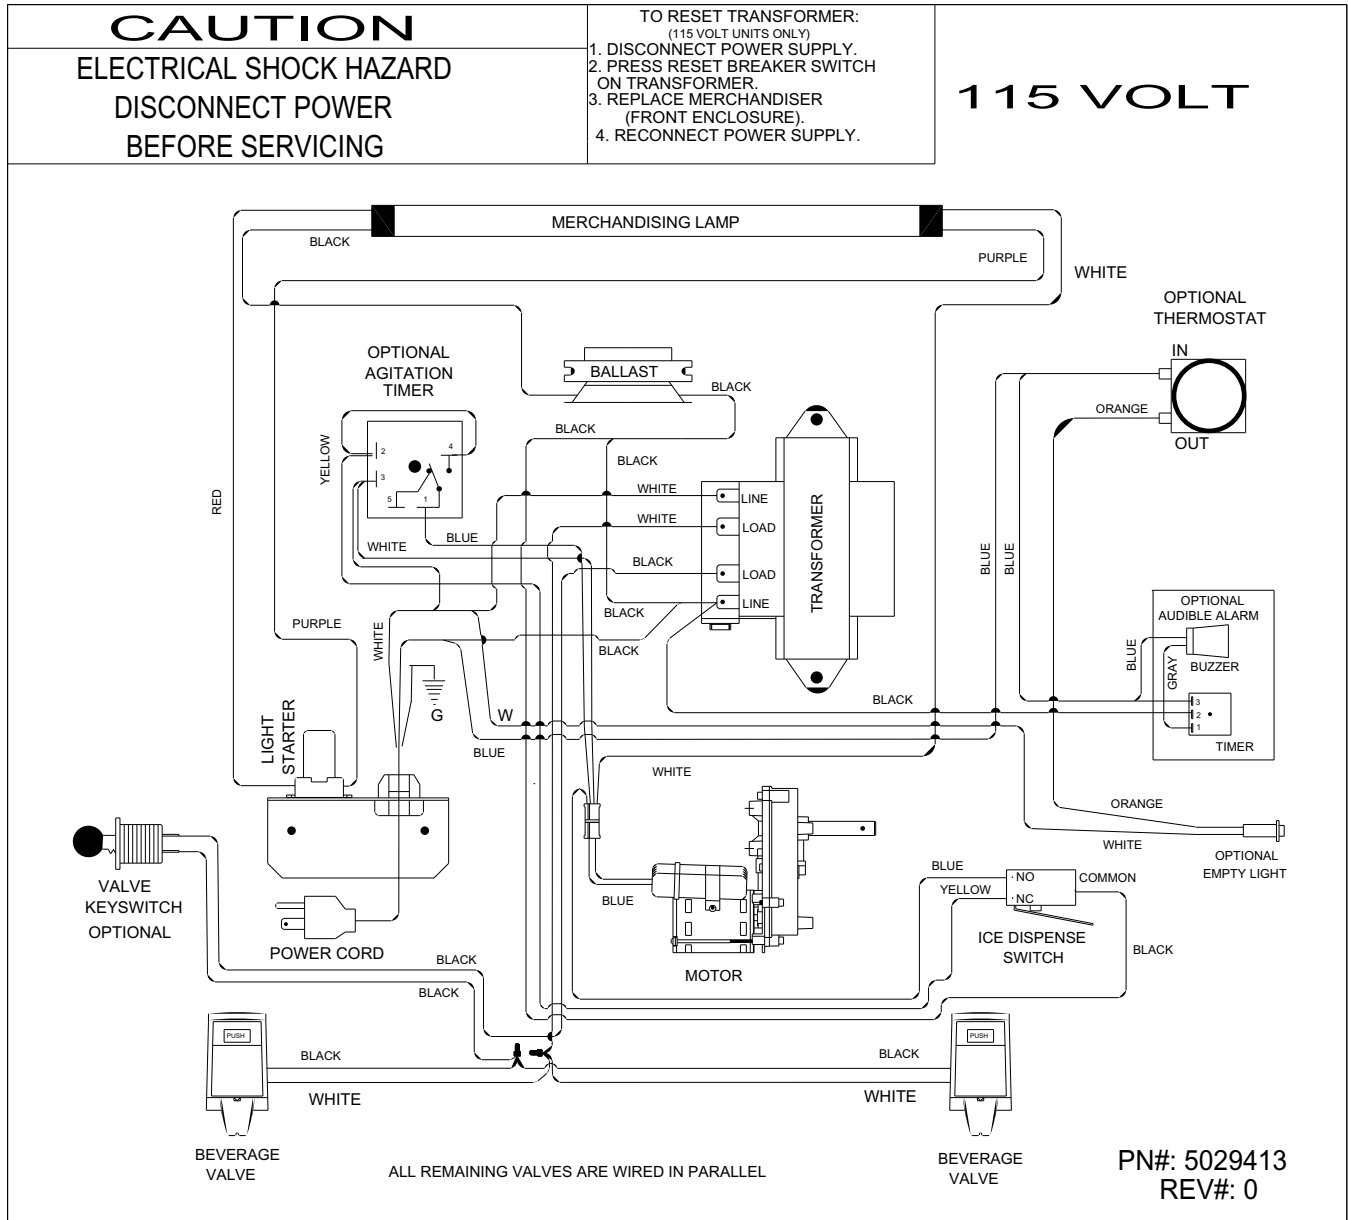 CAUTION
ELECTRICAL SHOCK HAZARD
DISCONNECT POWER
BEFORE SERVICING
TO RESET TRANSFORMER:
(115 VOLT UNITS ONLY)
1. DISCONNECT POWER SUPPLY.
2. PRESS RESET BREAKER SWITCH
ON TRANSFORMER.
3. REPLACE MERCHANDISER
(FRONT ENCLOSURE).
4. RECONNECT POWER SUPPLY.
115 VOLT
MERCHANDISING LAMP
BLACK
PURPLE
WHITE
OPTIONAL
THERMOSTAT
IN
OUT
ORANGE
OPTIONAL
AGITATION
TIMER
BALLAST
BLACK
BLACK
BLACK
YELLOW
2
3
4
5
1
RED
WHITE
LINE
WHITE
LOAD
BLACK
LOAD
BLACK
LINE
TRANSFORMER
BLUE
WHITE
BLUE
BLUE
OPTIONAL
AUDIBLE ALARM
BUZZER
BLUE
GRAY
3
2
1
TIMER
PURPLE
WHITE
BLACK
G
W
BLUE
BLACK
WHITE
LIGHT
STARTER
ORANGE
WHITE
OPTIONAL
EMPTY LIGHT
VALVE
KEYSWITCH
OPTIONAL
POWER CORD
BLUE
MOTOR
BLUE
YELLOW
NO
NC
COMMON
ICE DISPENSE
SWITCH
BLACK
BLACK
BLACK
PUSH
BLACK
WHITE
BEVERAGE
VALVE
BLACK
WHITE
PUSH
BEVERAGE
VALVE
ALL REMAINING VALVES ARE WIRED IN PARALLEL
PN#: 5029413
REV#: 0